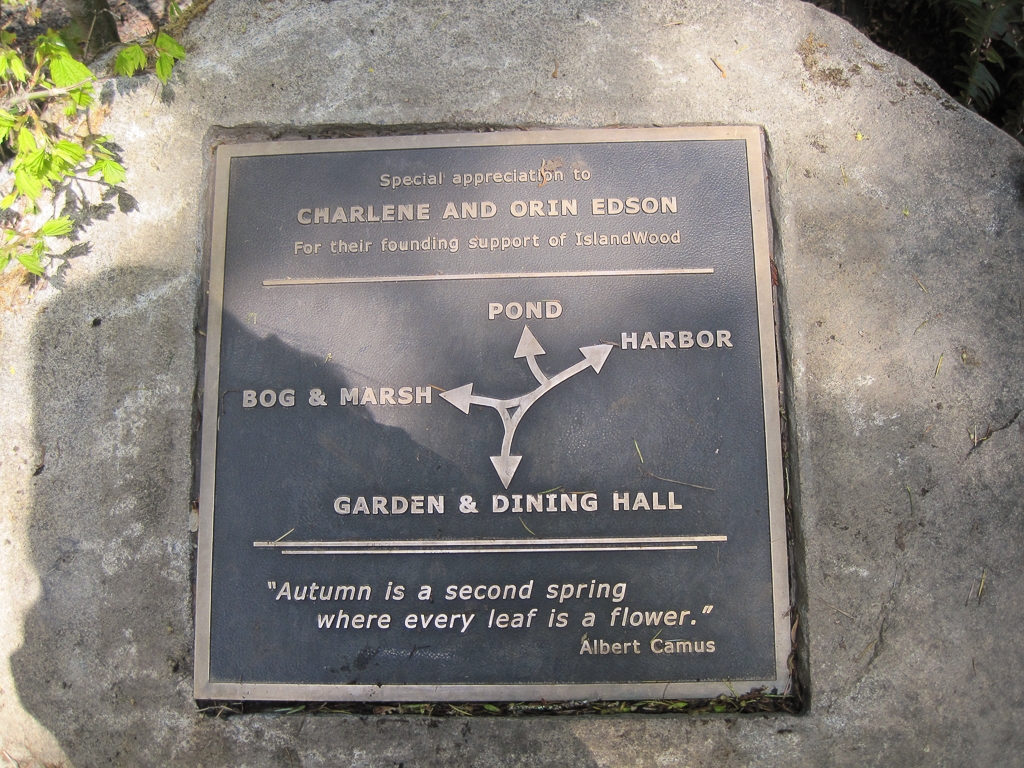 Special appreciation to
CHARLENE AND ORIN EDSON
For their founding support of IslandWood
POND
HARBOR
BOG & MARSH
GARDEN & DINING HALL
"Autumn is a second spring
where every leaf is a flower."
Albert Camus